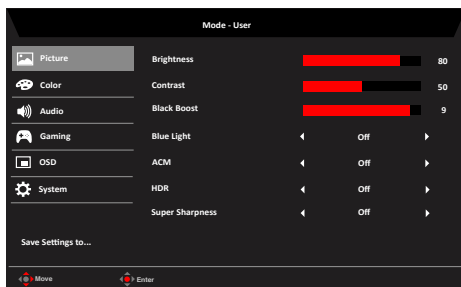 Mode - User
Picture
Brightness 80
Color
Contrast 50
Audio
Black Boost 9
Gaming
Blue Light Off
OSD
ACM Off
System
HDR Off
Super Sharpness Off
Save Settings to...
Move Enter